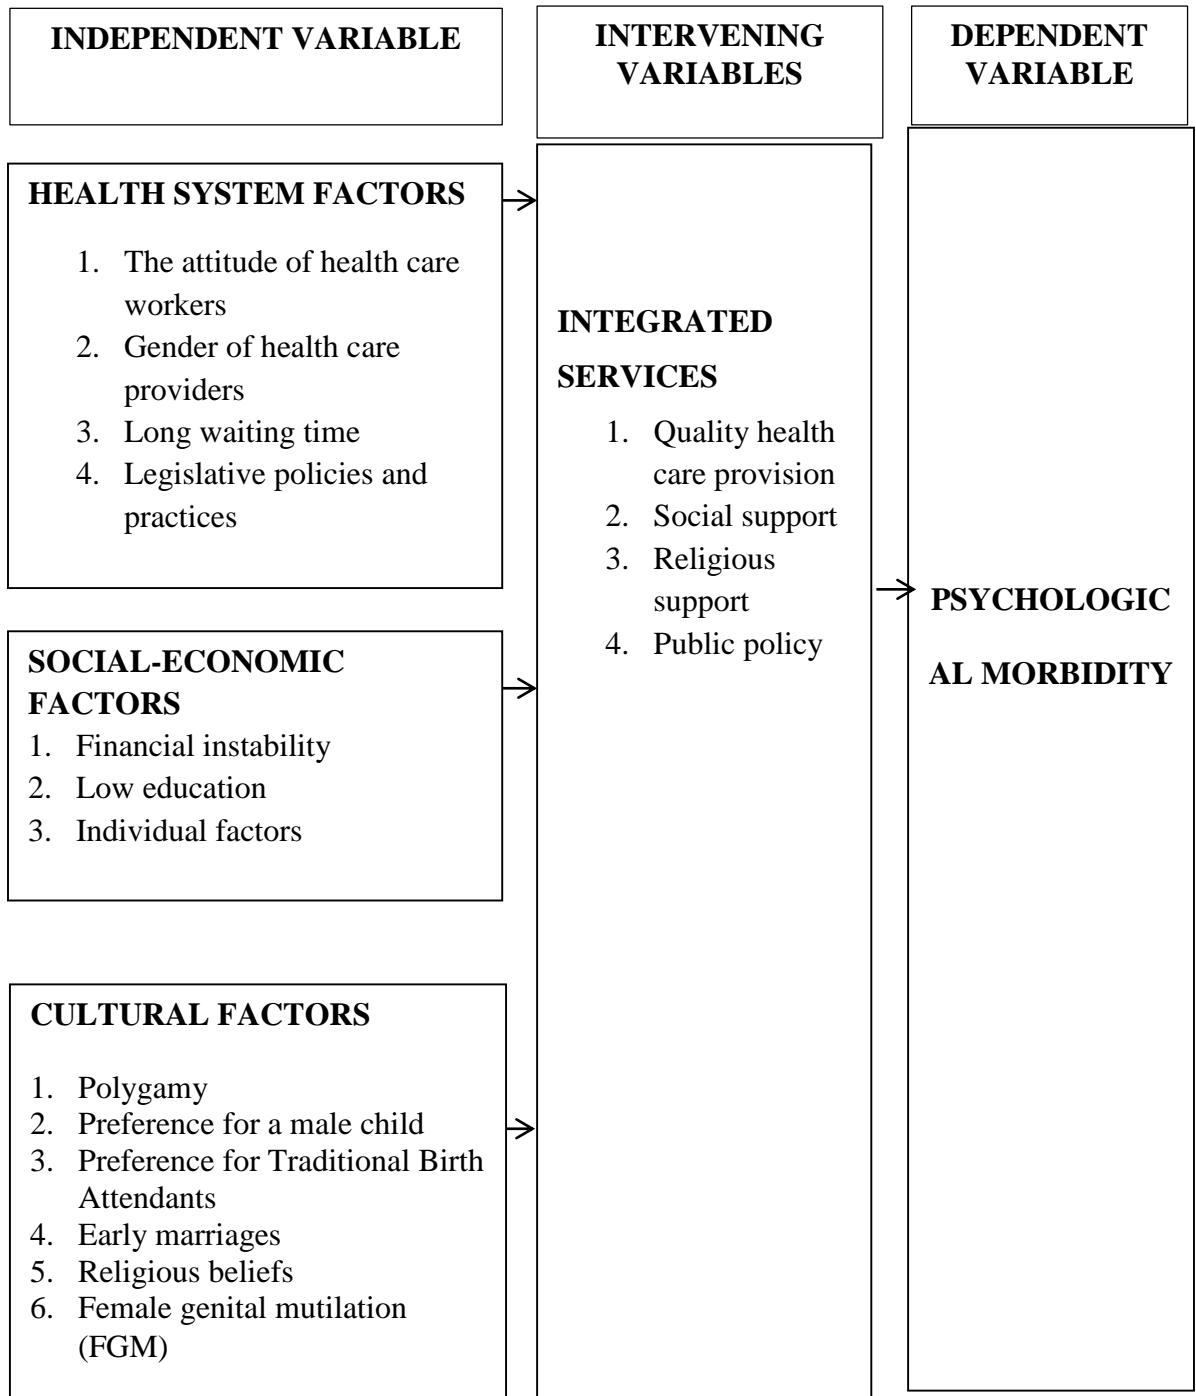 INDEPENDENT VARIABLE
INTERVENING
VARIABLES
DEPENDENT
VARIABLE
HEALTH SYSTEM FACTORS
1. The attitude of health care
workers
2. Gender of health care
providers
3. Long waiting time
4. Legislative policies and
practices
SOCIAL-ECONOMIC
FACTORS
1. Financial instability
2. Low education
3. Individual factors
CULTURAL FACTORS
1. Polygamy
2. Preference for a male child
3. Preference for Traditional Birth
Attendants
4. Early marriages
5. Religious beliefs
6. Female genital mutilation
(FGM)
INTEGRATED
SERVICES
1. Quality health
care provision
2. Social support
3. Religious
support
4. Public policy
PSYCHOLOGIC
AL MORBIDITY